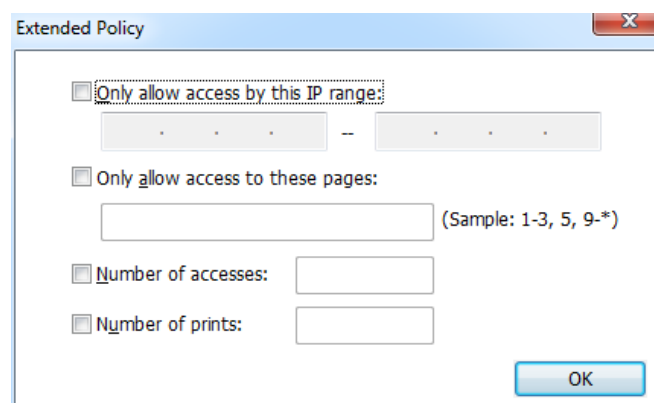 Extended Policy
Only allow access by this IP range:
. . . -- . . .
Only allow access to these pages:
(Sample: 1-3, 5, 9-*)
Number of accesses:
Number of prints:
OK